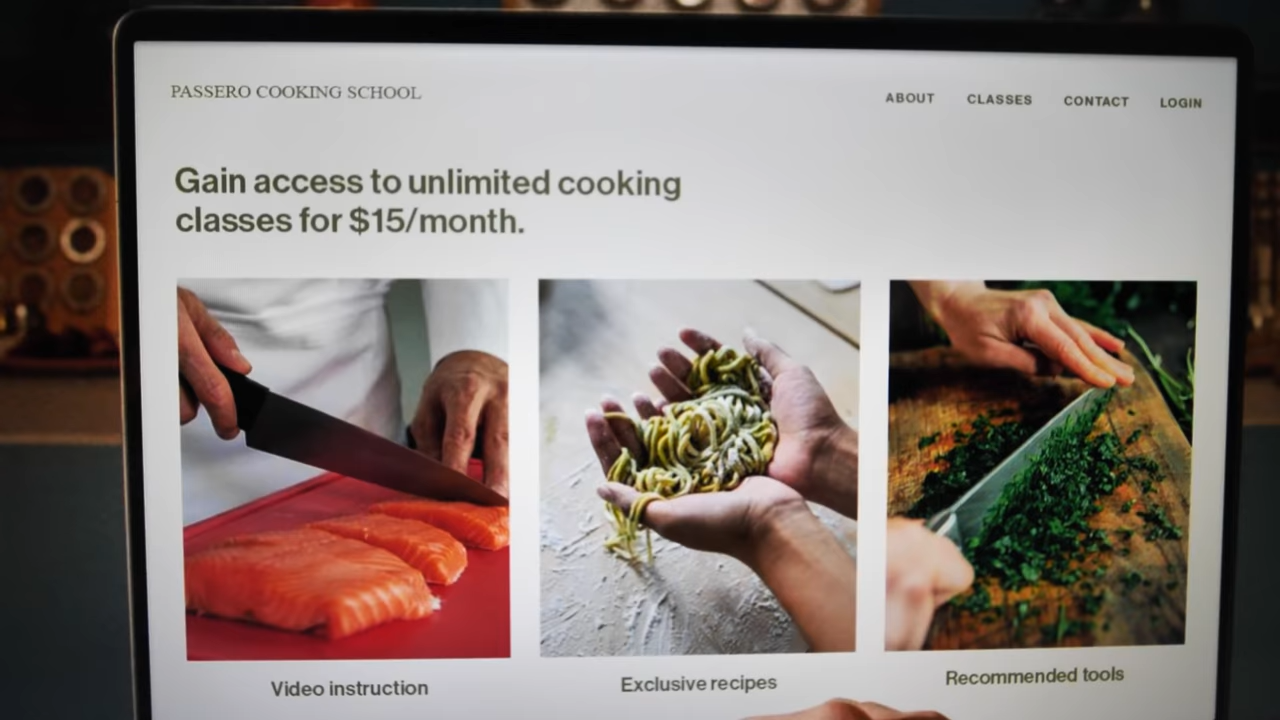 PASSERO COOKING SCHOOL
ABOUT CLASSES CONTACT LOGIN
Gain access to unlimited cooking
classes for $15/month.
Video instruction
Exclusive recipes
Recommended tools